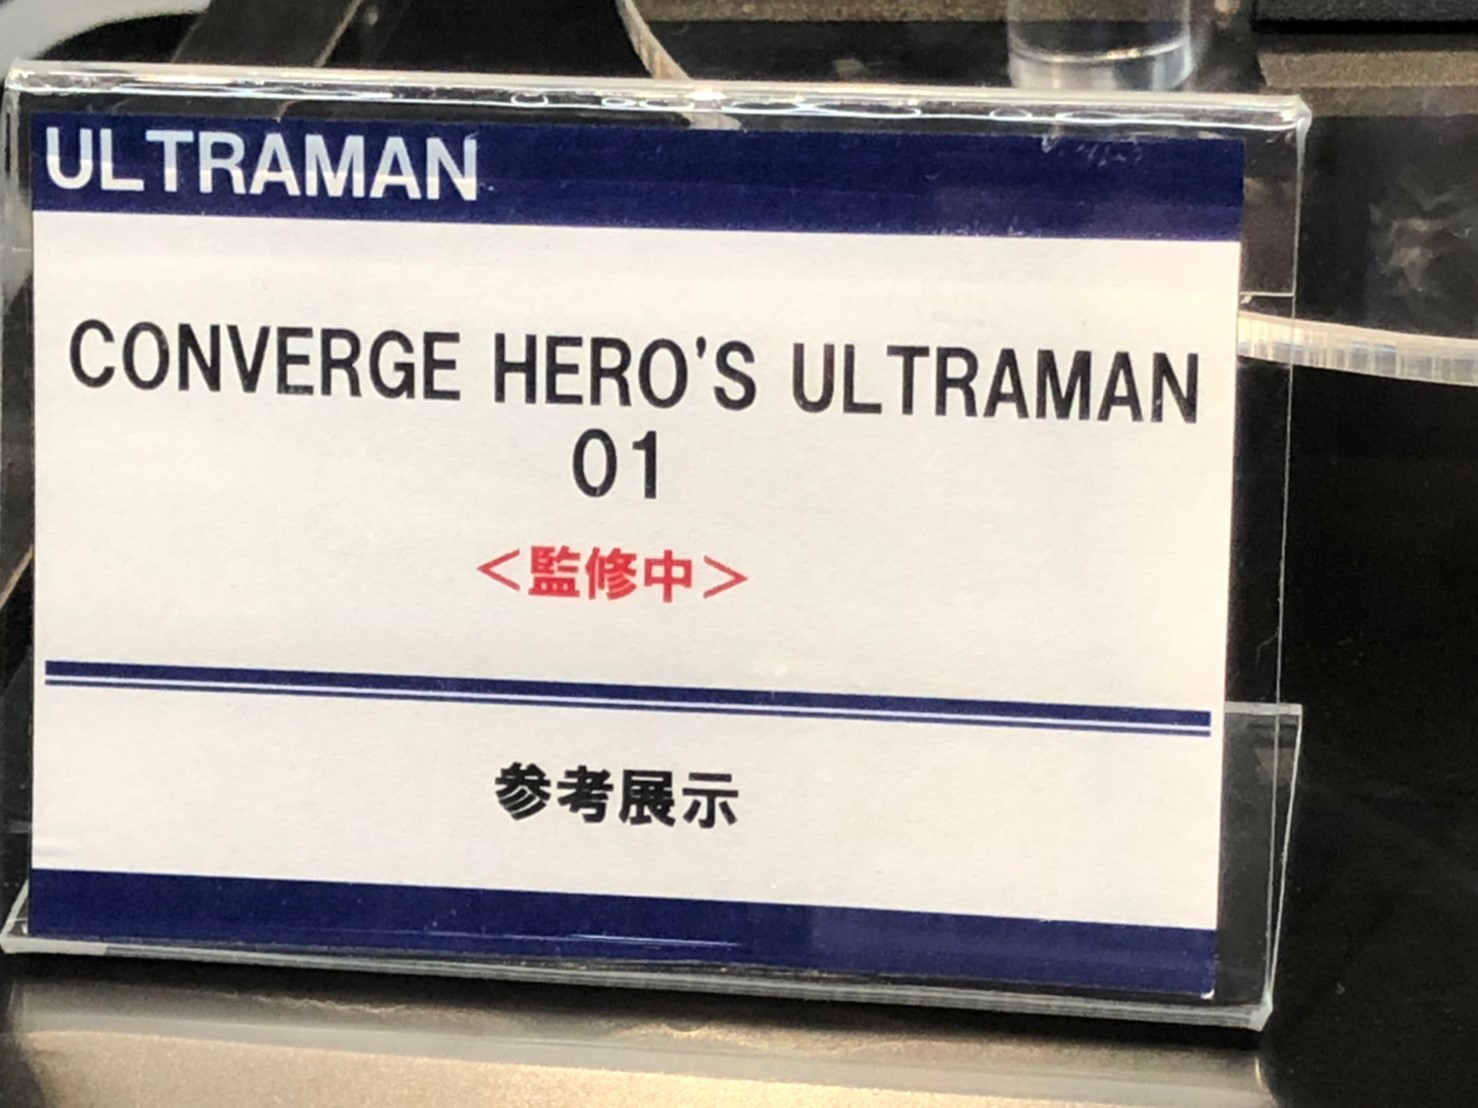 ULTRAMAN
CONVERGE HERO'S ULTRAMAN
01
＜監修中＞
参考展示